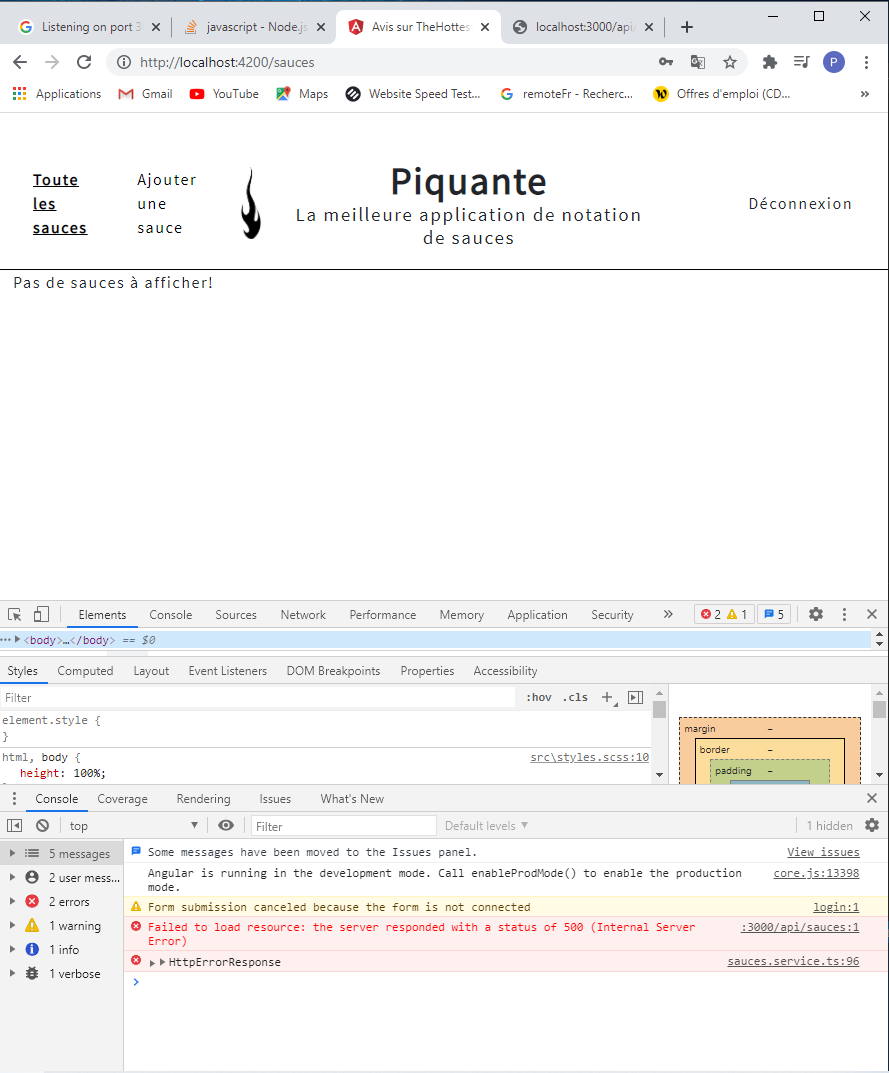 Listening on port 3
javascript - Node.js
Avis sur TheHottes
localhost:3000/api/
http://localhost:4200/sauces
P
Applications
Gmail
YouTube
Maps
Website Speed Test...
remoteFr - Recherc...
Offres d'emploi (CD...
»
Toute
les
sauces
Ajouter
une
sauce
Piquante
La meilleure application de notation
de sauces
Déconnexion
Pas de sauces à afficher!
Elements Console Sources Network Performance Memory Application Security » 2 1 5
<body>…</body> == $0
Styles Computed Layout Event Listeners DOM Breakpoints Properties Accessibility
Filter :hov .cls
element.style {
}
html, body { src\styles.scss:10
height: 100%;
margin –
border –
padding –
Console Coverage Rendering Issues What's New
top Filter Default levels 1 hidden
5 messages
2 user mess...
2 errors
1 warning
1 info
1 verbose
Some messages have been moved to the Issues panel. View issues
Angular is running in the development mode. Call enableProdMode() to enable the production core.js:13398
mode.
Form submission canceled because the form is not connected login:1
Failed to load resource: the server responded with a status of 500 (Internal Server :3000/api/sauces:1
Error)
HttpErrorResponse sauces.service.ts:96